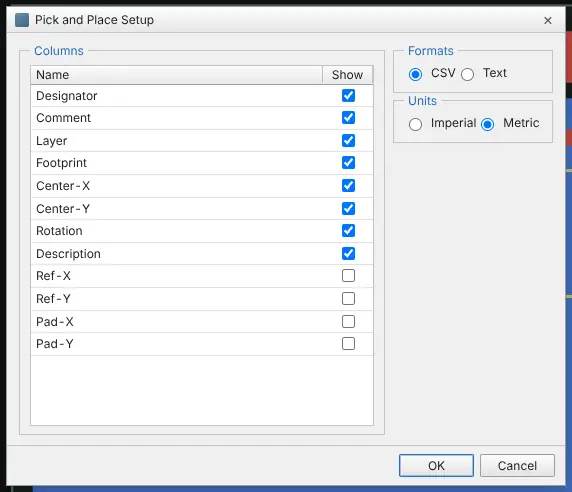 Pick and Place Setup
Columns
Name Show
Designator
Comment
Layer
Footprint
Center-X
Center-Y
Rotation
Description
Ref-X
Ref-Y
Pad-X
Pad-Y
Formats
CSV Text
Units
Imperial Metric
OK Cancel